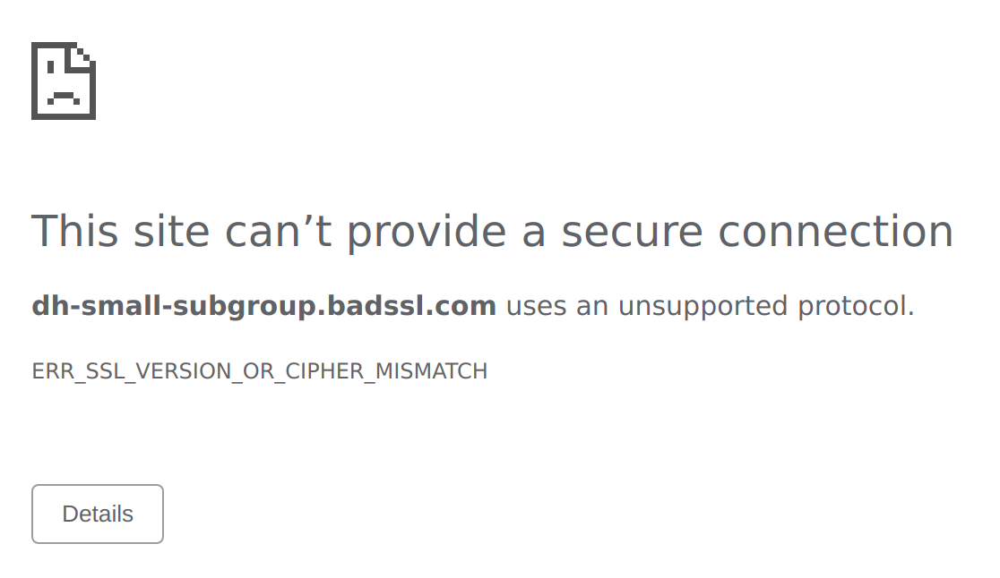 This site can’t provide a secure connection
dh-small-subgroup.badssl.com uses an unsupported protocol.
ERR_SSL_VERSION_OR_CIPHER_MISMATCH
Details